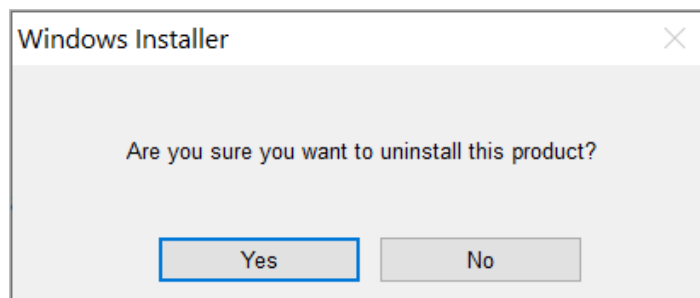 Windows Installer
Are you sure you want to uninstall this product?
Yes
No